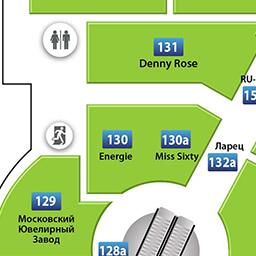 131
Denny Rose
RU-
15
130
130a
Energie
Miss Sixty
Ларец
132a
129
Московский
Ювелирный
Завод
128a